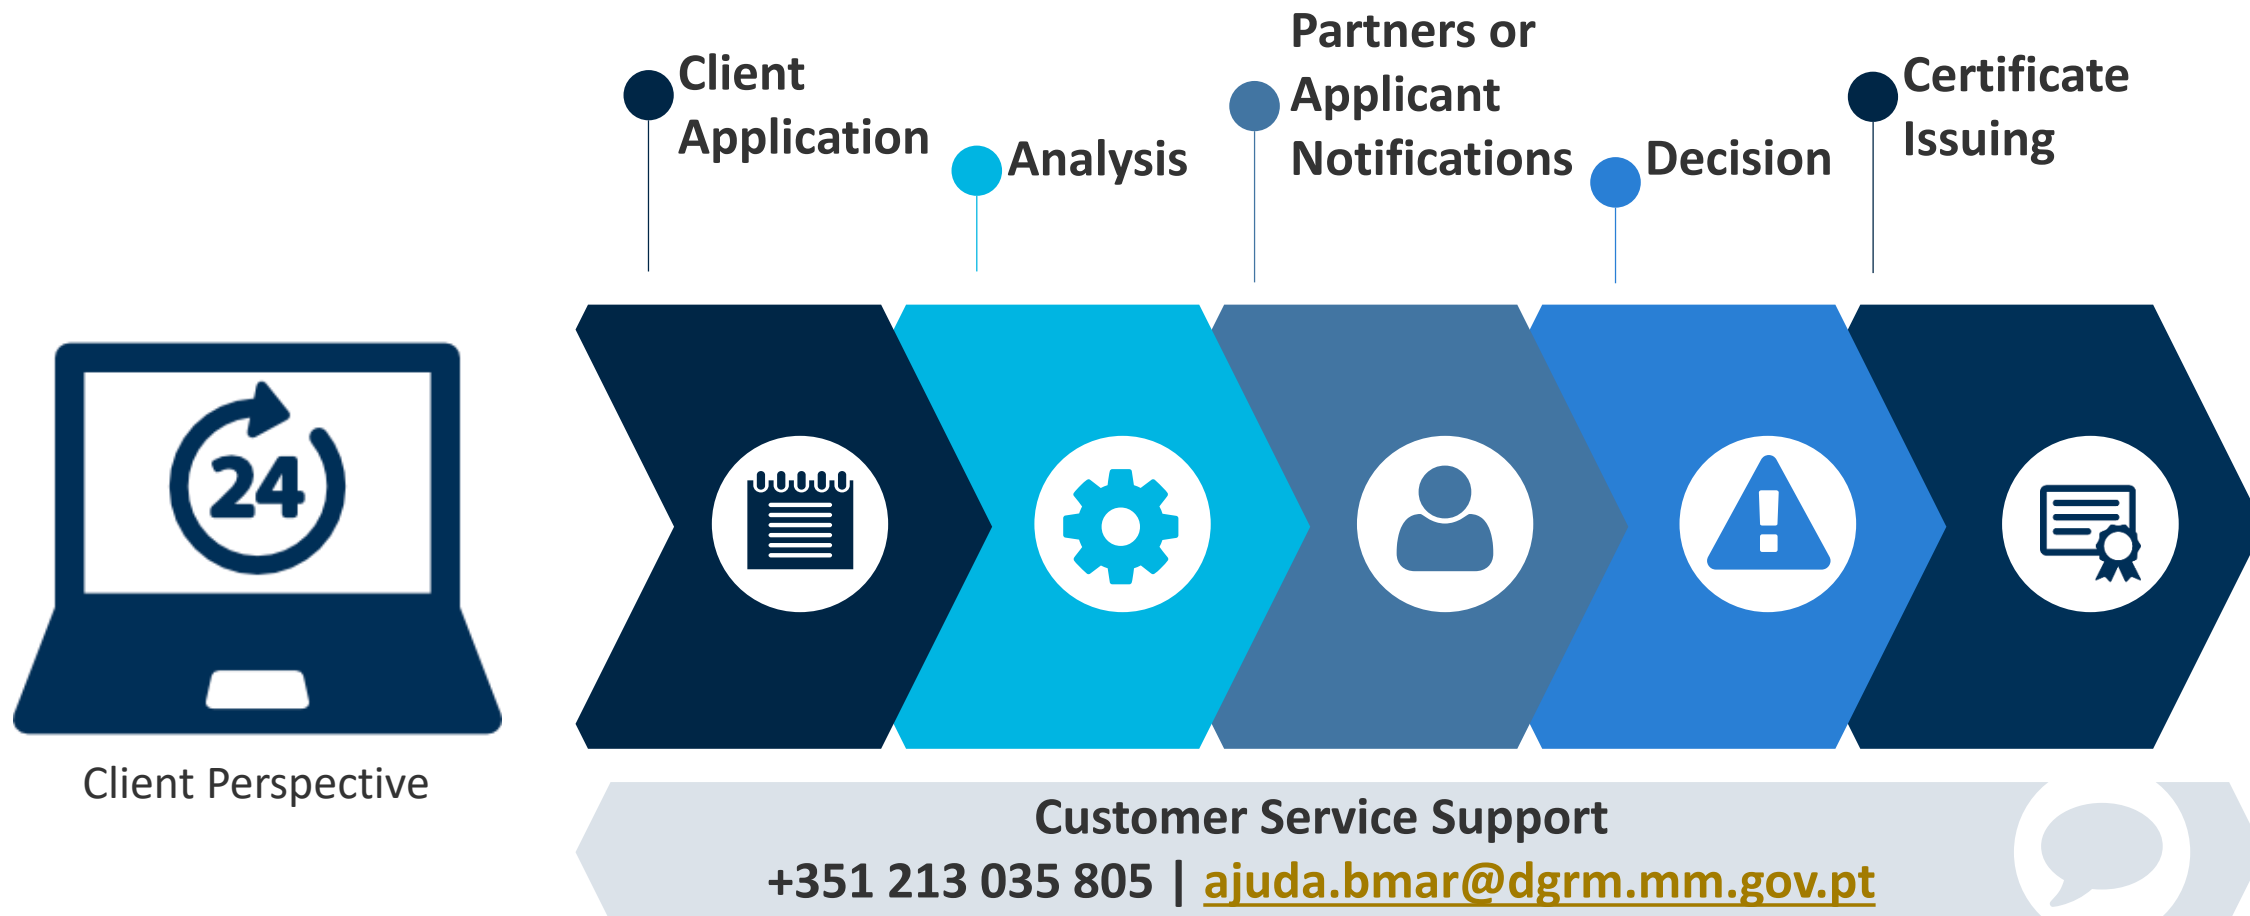 Client
Application
Analysis
Partners or
Applicant
Notifications
Decision
Certificate
Issuing
24
Client Perspective
Customer Service Support
+351 213 035 805 | ajuda.bmar@dgrm.mm.gov.pt